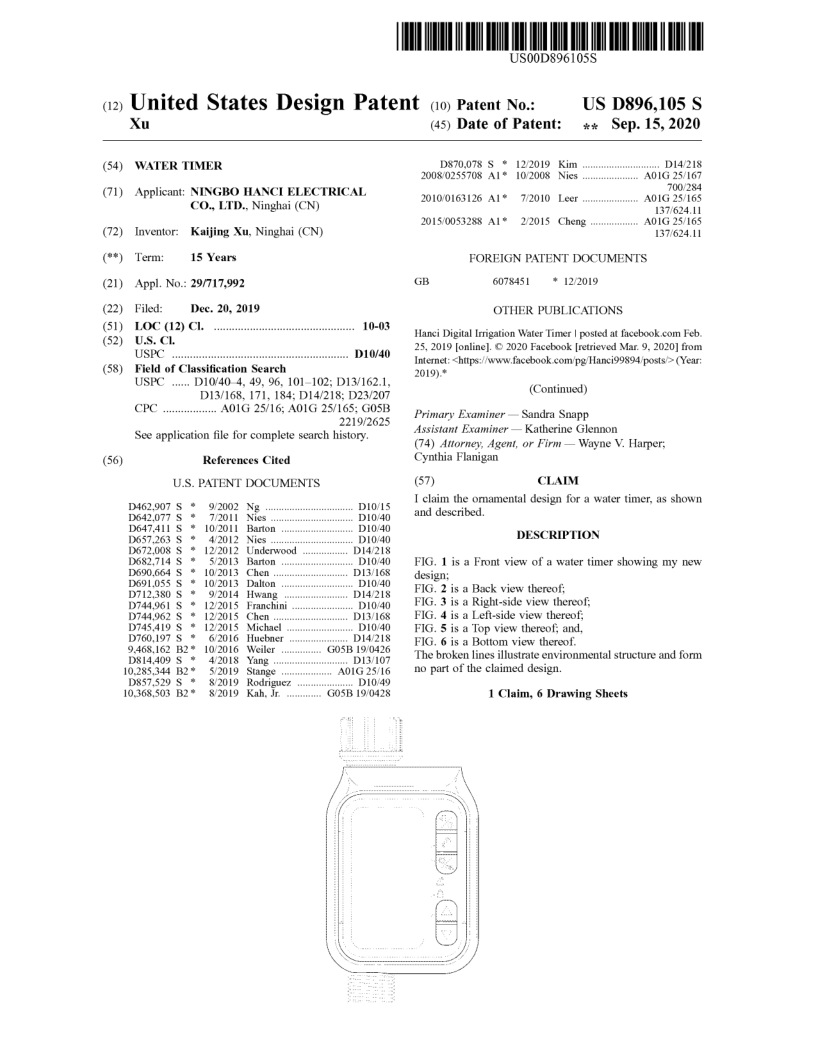 US00D896105S
(12) United States Design Patent
Xu
(10) Patent No.: US D896,105 S
(45) Date of Patent: ** Sep. 15, 2020
(54) WATER TIMER
(71) Applicant: NINGBO HANCI ELECTRICAL
CO., LTD., Ninghai (CN)
(72) Inventor: Kaijing Xu, Ninghai (CN)
(**) Term: 15 Years
(21) Appl. No.: 29/717,992
(22) Filed: Dec. 20, 2019
(51) LOC (12) Cl. ............................................... 10-03
(52) U.S. Cl.
USPC ........................................................... D10/40
(58) Field of Classification Search
USPC ...... D10/40–4, 49, 96, 101–102; D13/162.1,
D13/168, 171, 184; D14/218; D23/207
CPC .................. A01G 25/16; A01G 25/165; G05B
2219/2625
See application file for complete search history.
(56) References Cited
U.S. PATENT DOCUMENTS
D462,907 S * 9/2002 Ng ................................. D10/15
D642,077 S * 7/2011 Nies ............................... D10/40
D647,411 S * 10/2011 Barton ........................... D10/40
D657,263 S * 4/2012 Nies ............................... D10/40
D672,008 S * 12/2012 Underwood ................. D14/218
D682,714 S * 5/2013 Barton ........................... D10/40
D690,664 S * 10/2013 Chen ............................ D13/168
D691,055 S * 10/2013 Dalton ........................... D10/40
D712,380 S * 9/2014 Hwang ........................ D14/218
D744,961 S * 12/2015 Franchini ....................... D10/40
D744,962 S * 12/2015 Chen ............................ D13/168
D745,419 S * 12/2015 Michael ......................... D10/40
D760,197 S * 6/2016 Huebner ...................... D14/218
9,468,162 B2 * 10/2016 Weiler ............... G05B 19/0426
D814,409 S * 4/2018 Yang ............................ D13/107
10,285,344 B2 * 5/2019 Stange ................... A01G 25/16
D857,529 S * 8/2019 Rodriguez ..................... D10/49
10,368,503 B2 * 8/2019 Kah, Jr. ............. G05B 19/0428
D870,078 S * 12/2019 Kim ............................. D14/218
2008/0255708 A1* 10/2008 Nies ..................... A01G 25/167
700/284
2010/0163126 A1* 7/2010 Leer ..................... A01G 25/165
137/624.11
2015/0053288 A1* 2/2015 Cheng .................. A01G 25/165
137/624.11
FOREIGN PATENT DOCUMENTS
GB 6078451 * 12/2019
OTHER PUBLICATIONS
Hanci Digital Irrigation Water Timer | posted at facebook.com Feb.
25, 2019 [online]. © 2020 Facebook [retrieved Mar. 9, 2020] from
Internet: <https://www.facebook.com/pg/Hanci99894/posts/> (Year:
2019).*
(Continued)
Primary Examiner — Sandra Snapp
Assistant Examiner — Katherine Glennon
(74) Attorney, Agent, or Firm — Wayne V. Harper;
Cynthia Flanigan
(57) CLAIM
I claim the ornamental design for a water timer, as shown
and described.
DESCRIPTION
FIG. 1 is a Front view of a water timer showing my new
design;
FIG. 2 is a Back view thereof;
FIG. 3 is a Right-side view thereof;
FIG. 4 is a Left-side view thereof;
FIG. 5 is a Top view thereof; and,
FIG. 6 is a Bottom view thereof.
The broken lines illustrate environmental structure and form
no part of the claimed design.
1 Claim, 6 Drawing Sheets